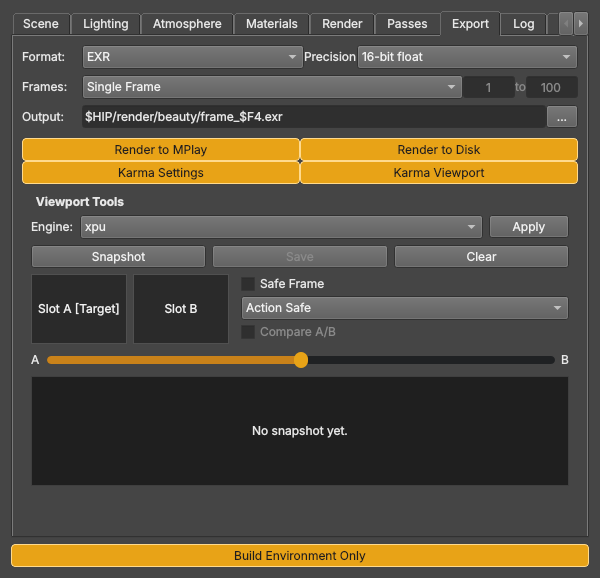 Scene Lighting Atmosphere Materials Render Passes Export Log
Format: EXR Precision 16-bit float
Frames: Single Frame 1 to 100
Output: $HIP/render/beauty/frame_$F4.exr ...
Render to MPlay Render to Disk
Karma Settings Karma Viewport
Viewport Tools
Engine: xpu Apply
Snapshot Save Clear
Slot A [Target] Slot B
Safe Frame
Action Safe
Compare A/B
A B
No snapshot yet.
Build Environment Only